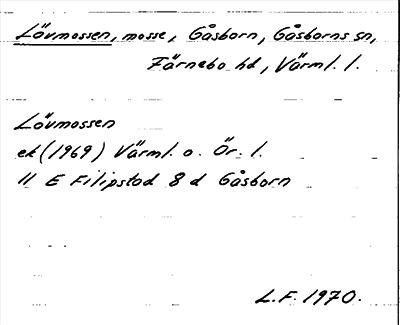 Lövmossen, mosse, Gåsborn, Gåsborns sn,
Färnebo hd, Värml. l.
Lövmossen
ek (1969) Värml. o. Ör. l.
11 E Filipstad 8 d Gåsborn
L.F. 1970.